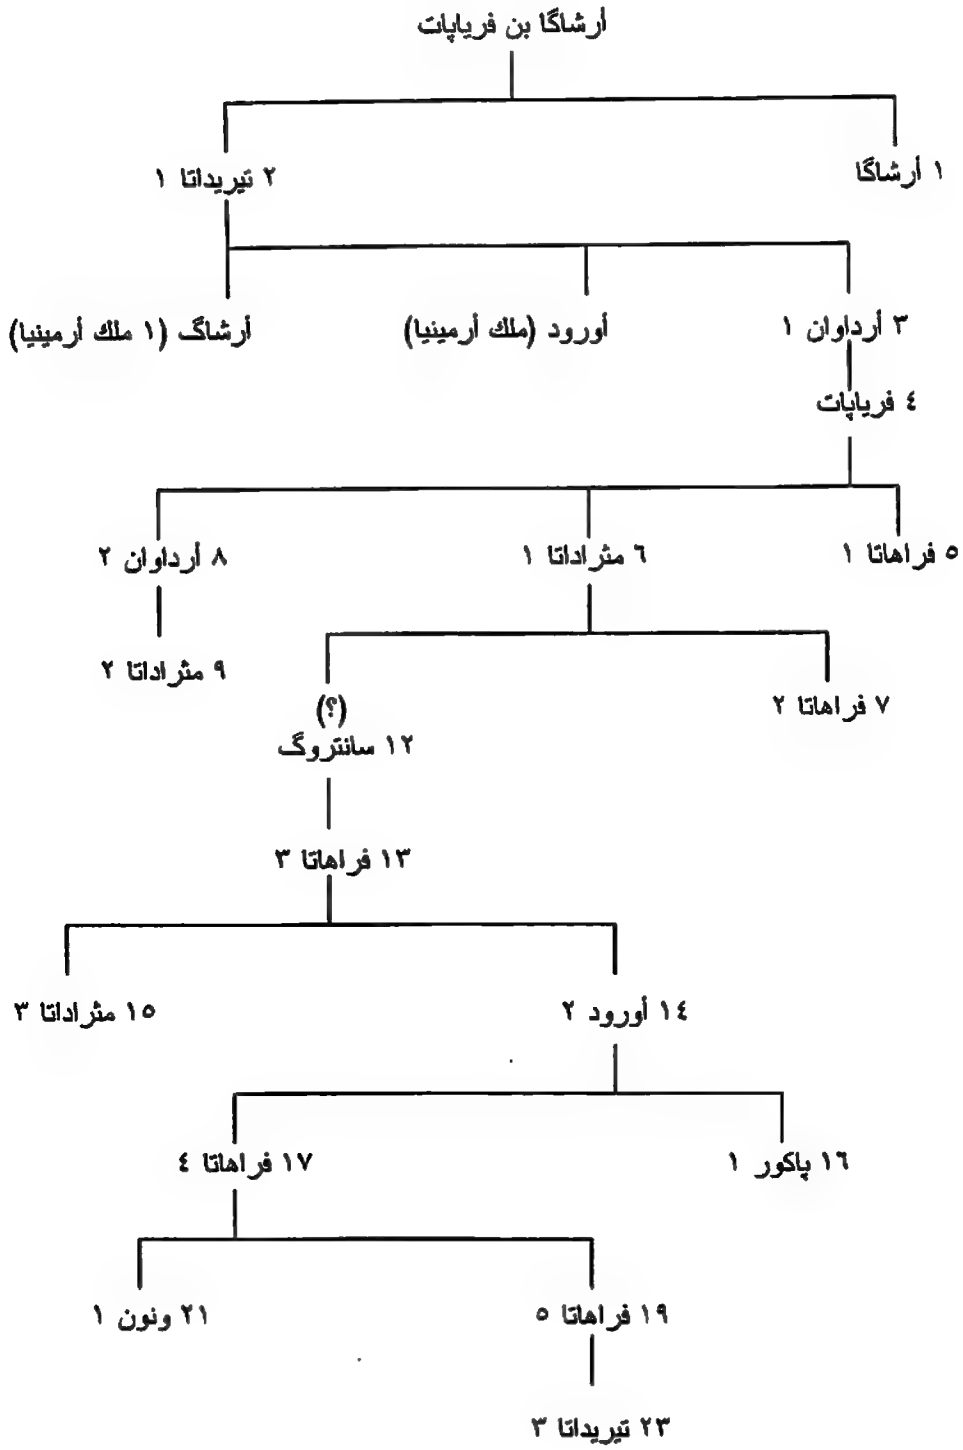 أرشاگا بن فرياپات
١ أرشاگا
٢ تيريداتا ١
٣ أرداوان ١
أورود (ملك أرمينيا)
أرشاگ (١ ملك أرمينيا)
٤ فرياپات
٥ فراهاتا ١
٦ مثراداتا ١
٨ أرداوان ٢
٩ مثراداتا ٢
٧ فراهاتا ٢
(؟)
١٢ سانتروگ
١٣ فراهاتا ٣
١٤ أورود ٢
١٥ مثراداتا ٣
١٦ پاكور ١
١٧ فراهاتا ٤
١٩ فراهاتا ٥
٢١ ونون ١
٢٣ تيريداتا ٣